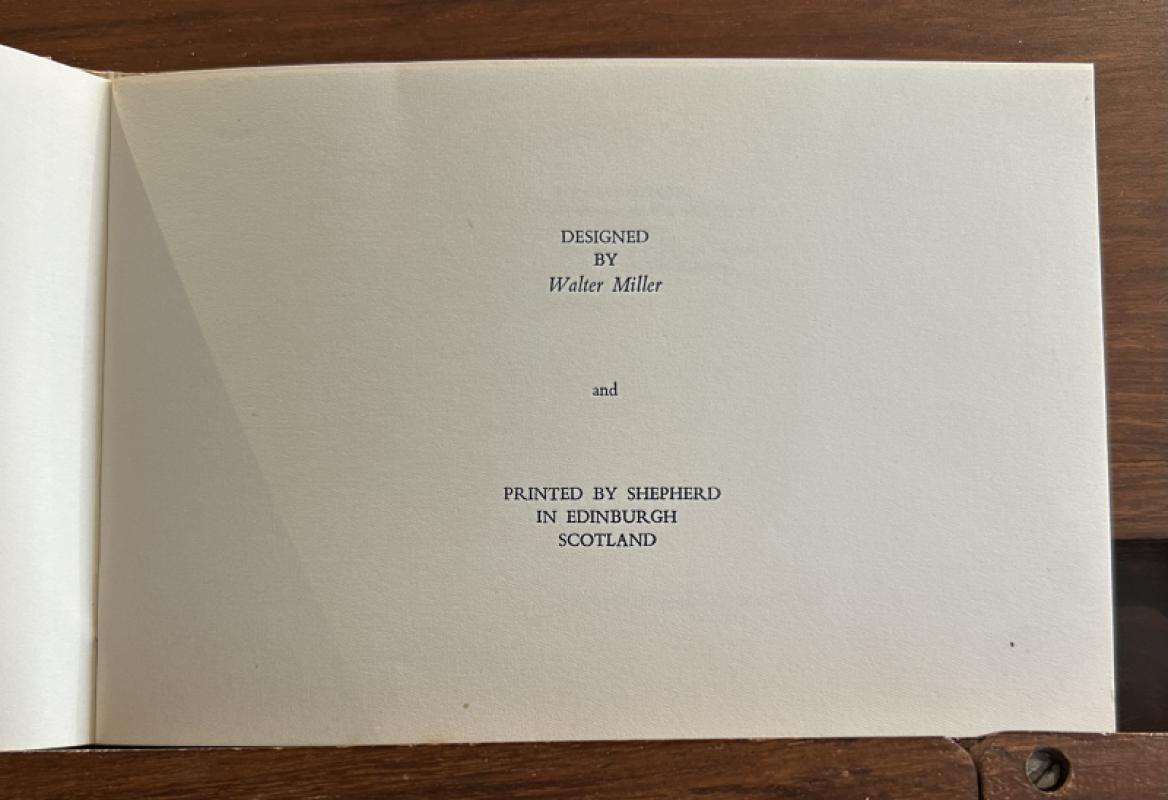 DESIGNED
BY
Walter Miller
and
PRINTED BY SHEPHERD
IN EDINBURGH
SCOTLAND